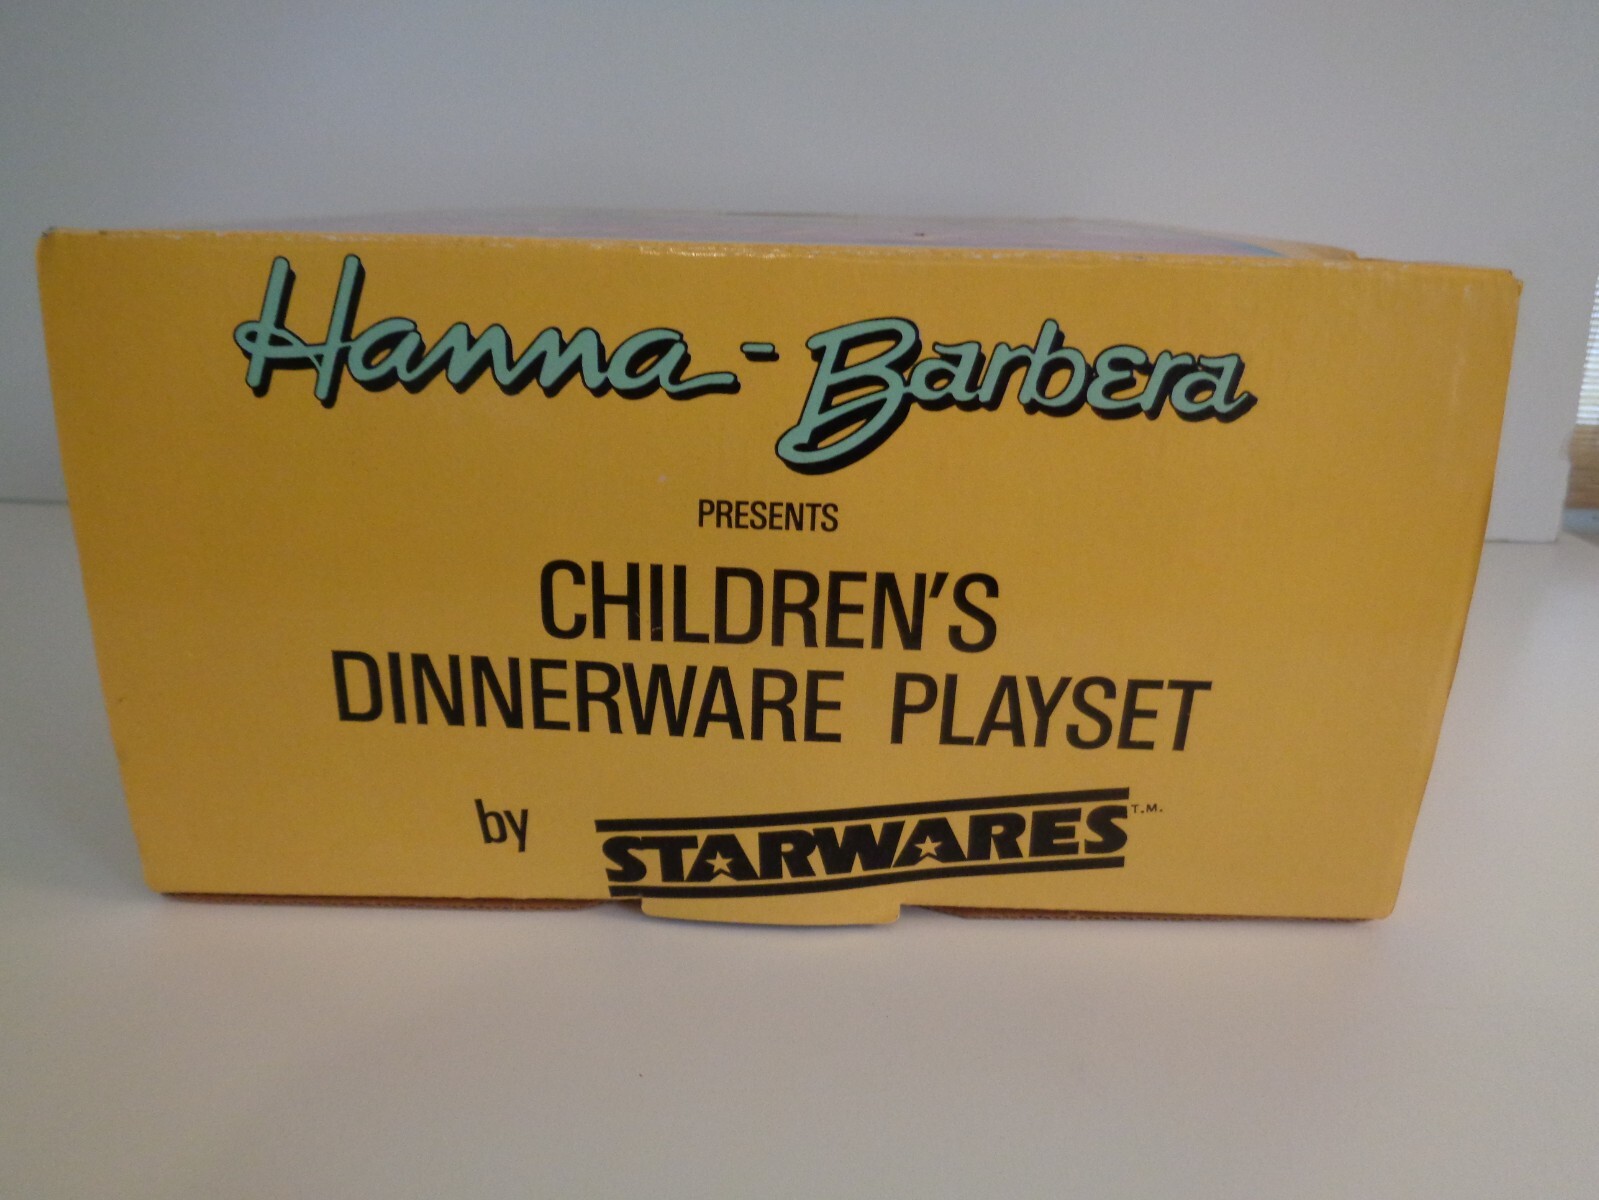 Hanna-Barbera
PRESENTS
CHILDREN'S
DINNERWARE PLAYSET
by STARWARES T.M.